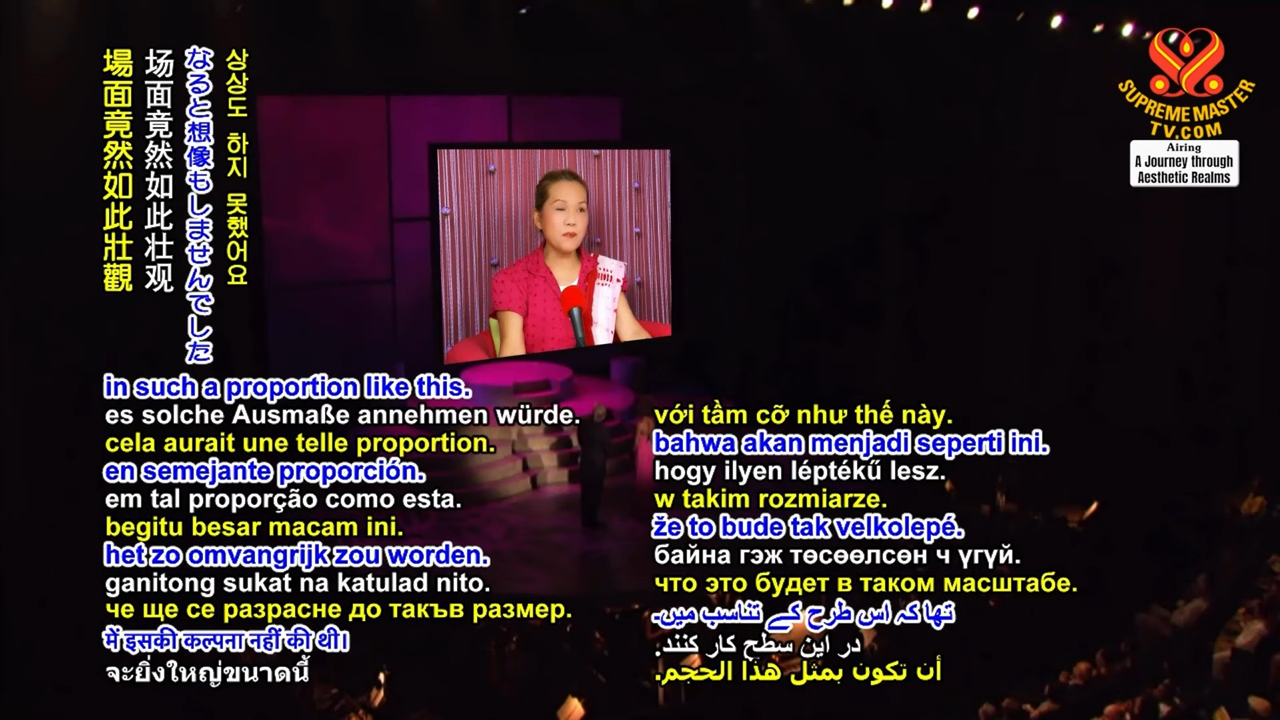 場面竟然如此壯觀
场面竟然如此壮观
なると想像もしませんでした
상상도 하지 못했어요
SUPREME MASTER
TV.COM
Airing
A Journey through
Aesthetic Realms
in such a proportion like this.
es solche Ausmaße annehmen würde.
cela aurait une telle proportion.
en semejante proporción.
em tal proporção como esta.
begitu besar macam ini.
het zo omvangrijk zou worden.
ganitong sukat na katulad nito.
че ще се разрасне до такъв размер.
में इसकी कल्पना नहीं की थी।
จะยิ่งใหญ่ขนาดนี้
với tầm cỡ như thế này.
bahwa akan menjadi seperti ini.
hogy ilyen léptékű lesz.
w takim rozmiarze.
že to bude tak velkolepé.
байна гэж төсөөлсөн ч үгүй.
что это будет в таком масштабе.
تھا کہ اس طرح کے تناسب میں۔
در این سطح کار کنند.
أن تكون بمثل هذا الحجم.